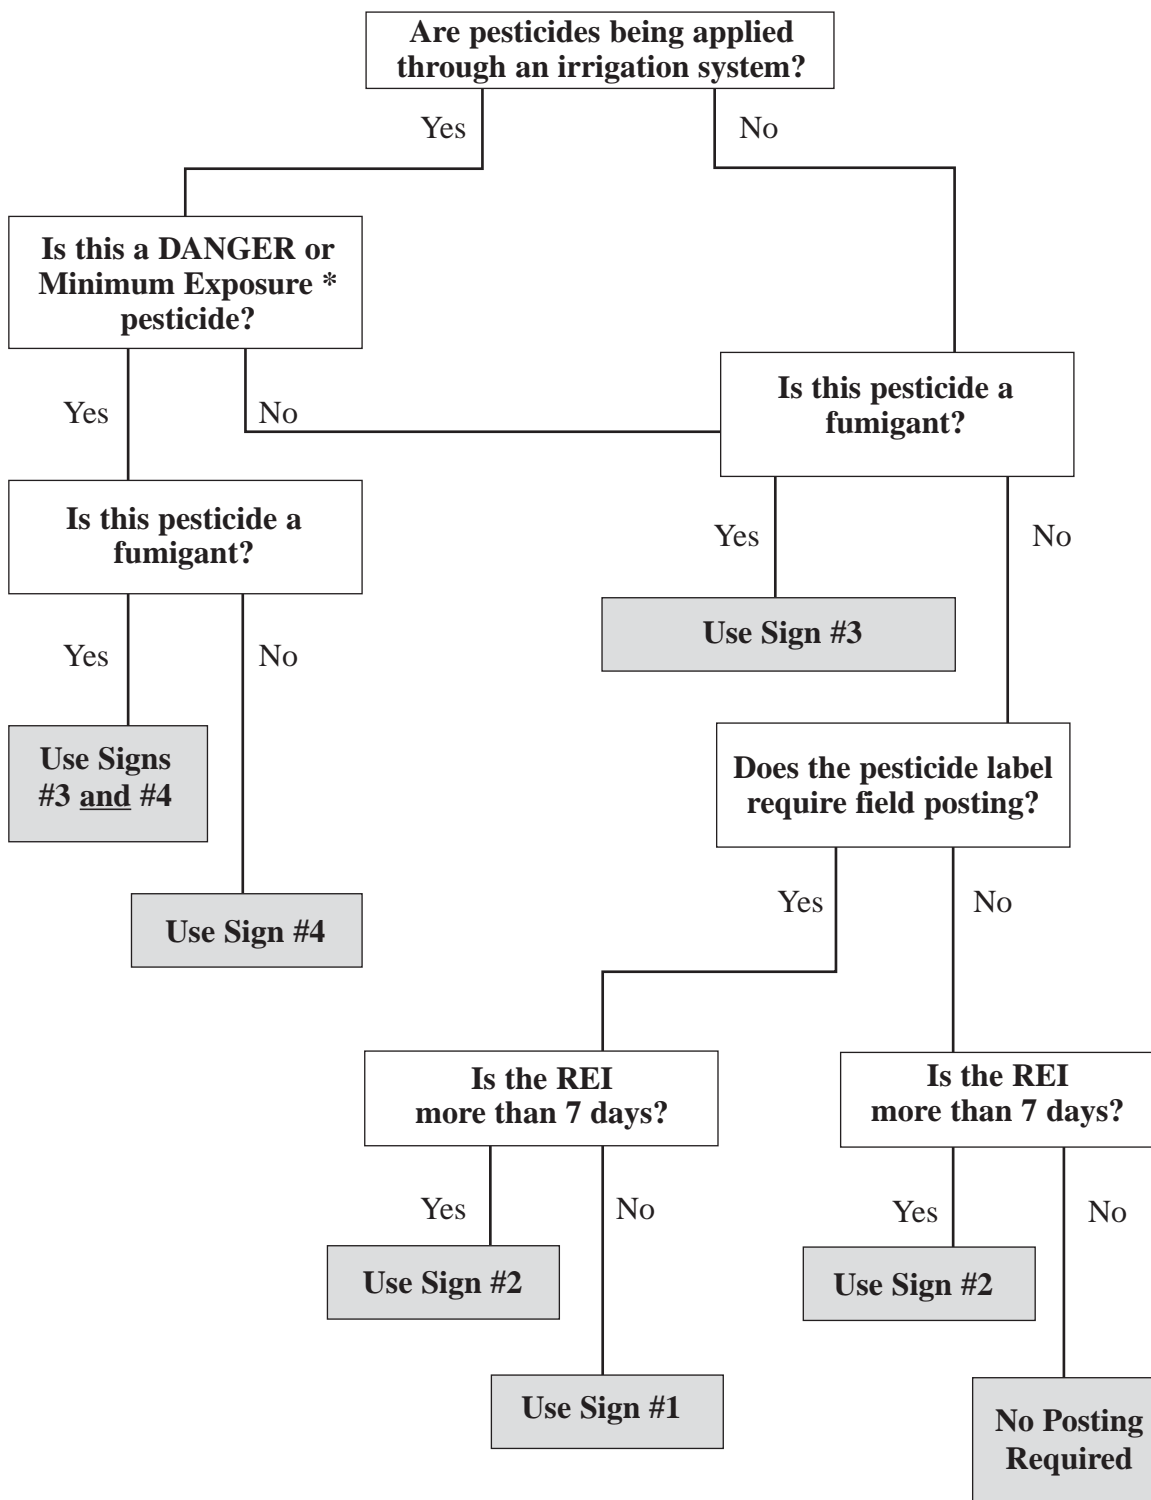 Are pesticides being applied
through an irrigation system?
Yes
No
Is this a DANGER or
Minimum Exposure *
pesticide?
Yes
No
Is this pesticide a
fumigant?
Is this pesticide a
fumigant?
Yes
No
Use Sign #3
Yes
No
Use Signs
#3 and #4
Use Sign #4
Does the pesticide label
require field posting?
Yes
No
Is the REI
more than 7 days?
Is the REI
more than 7 days?
Yes
No
Yes
No
Use Sign #2
Use Sign #2
Use Sign #1
No Posting
Required